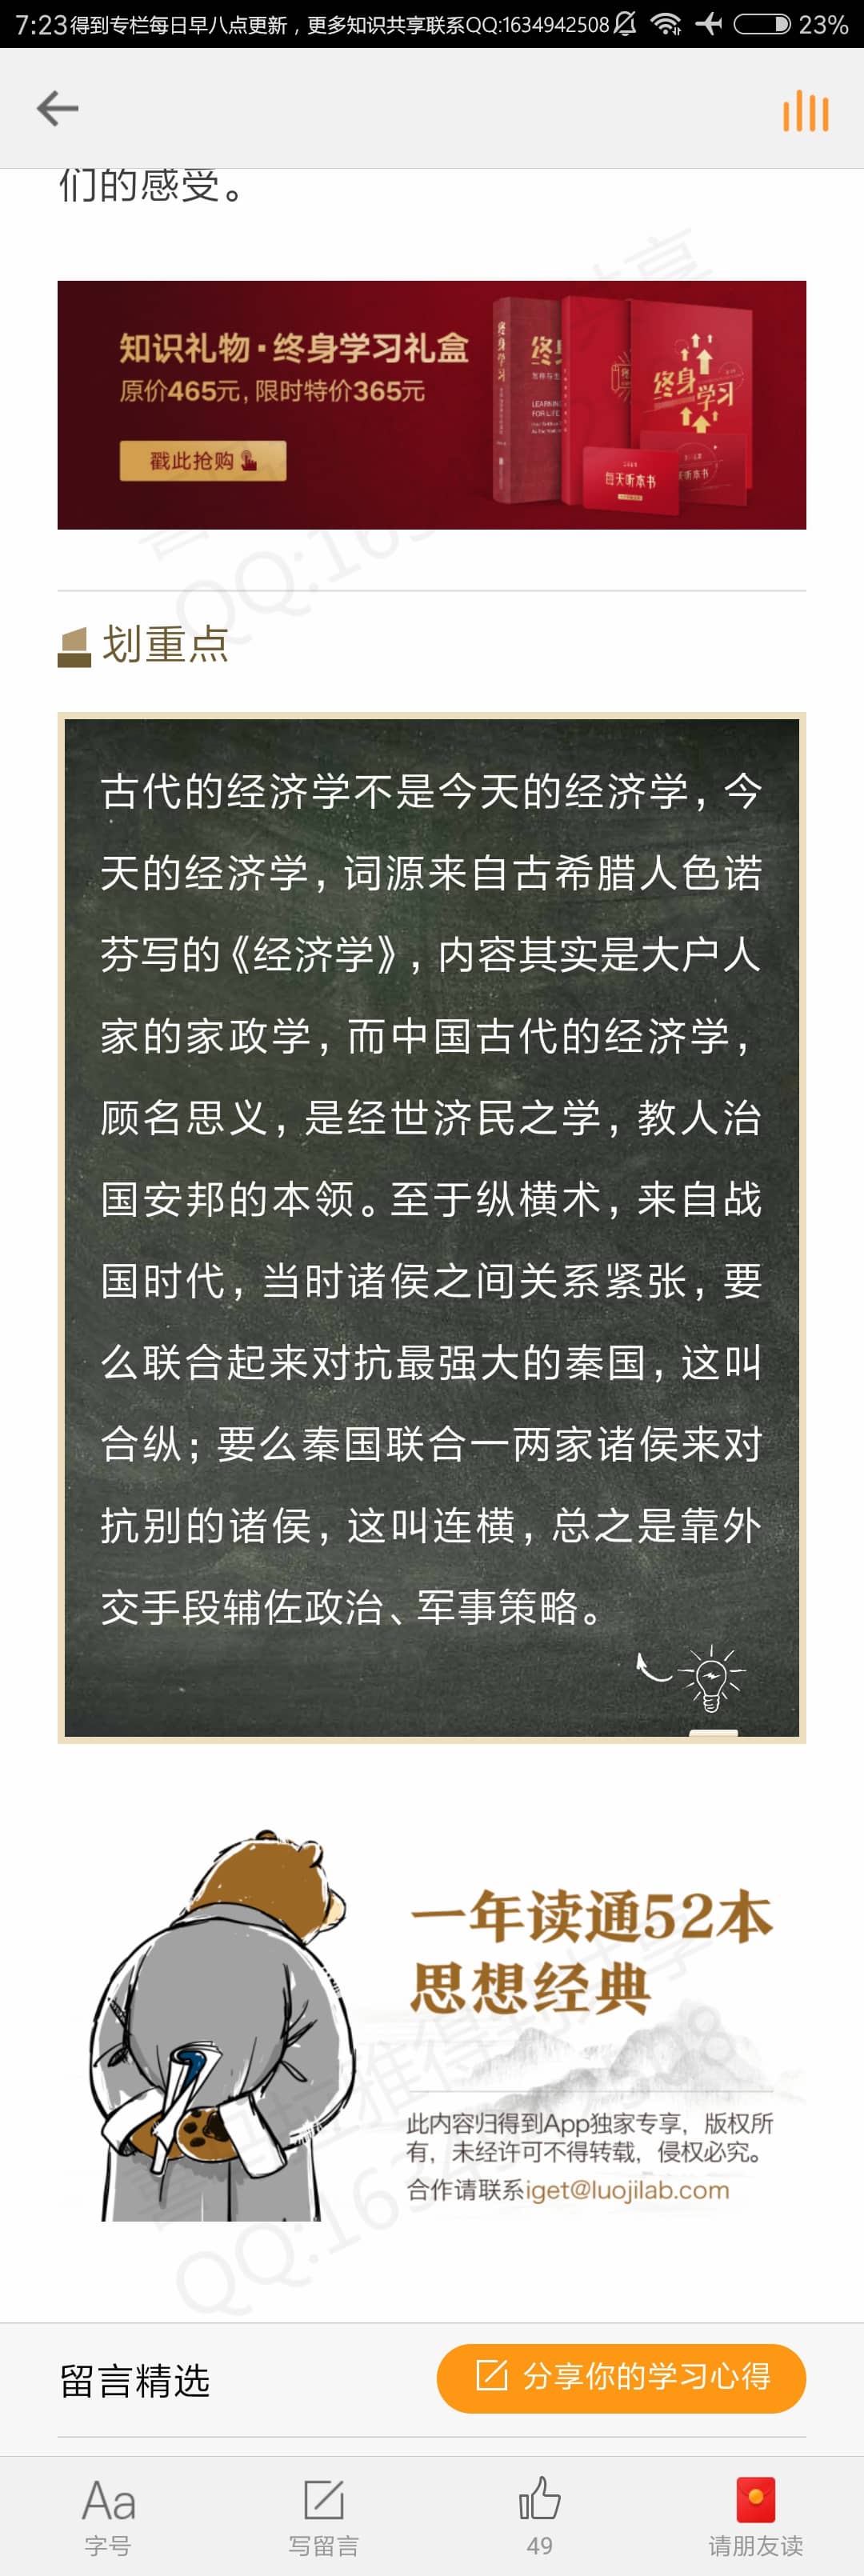 7:23得到专栏每日早八点更新，更多知识共享联系QQ:1634942508 23%
们的感受。
知识礼物·终身学习礼盒
原价465元，限时特价365元
戳此抢购
终身学习
LEARNING
FOR LIFE
终身学习
每天听本书
天听本书
QQ:163
划重点
古代的经济学不是今天的经济学，今
天的经济学，词源来自古希腊人色诺
芬写的《经济学》，内容其实是大户人
家的家政学，而中国古代的经济学，
顾名思义，是经世济民之学，教人治
国安邦的本领。至于纵横术，来自战
国时代，当时诸侯之间关系紧张，要
么联合起来对抗最强大的秦国，这叫
合纵；要么秦国联合一两家诸侯来对
抗别的诸侯，这叫连横，总之是靠外
交手段辅佐政治、军事策略。
一年读通52本
思想经典
此内容归得到App独家专享，版权所
有，未经许可不得转载，侵权必究。
合作请联系iget@luojilab.com
留言精选
分享你的学习心得
Aa
字号
写留言
49
请朋友读